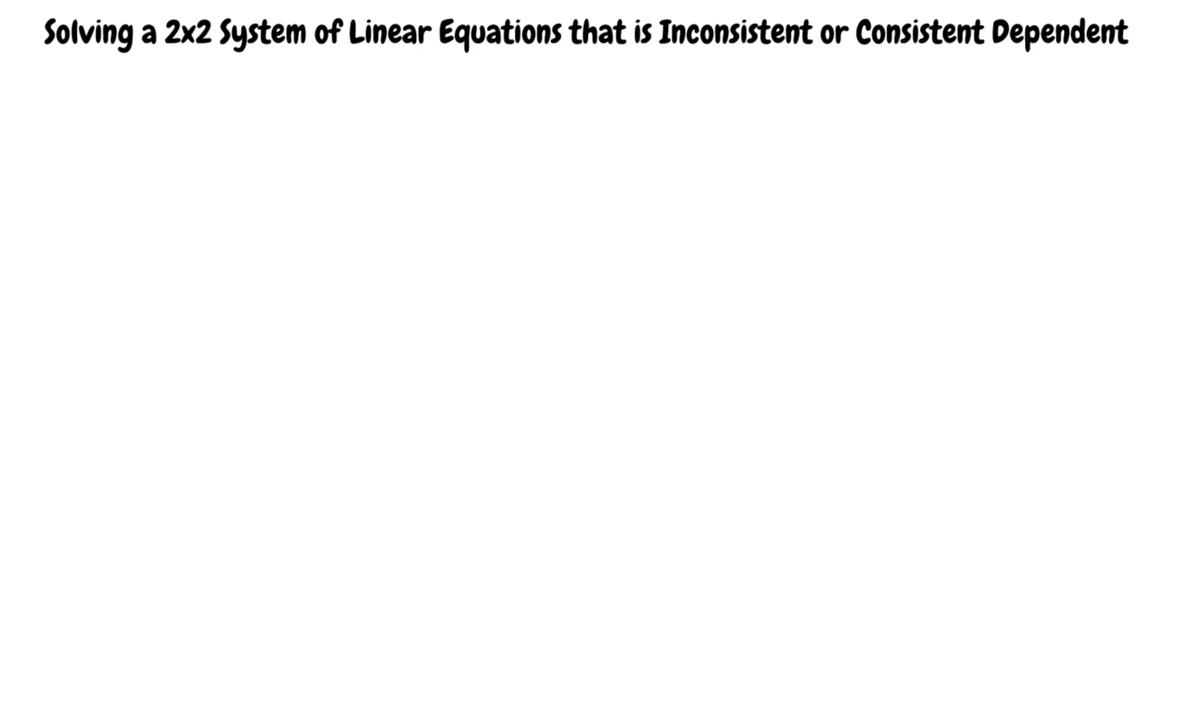 Solving a 2x2 System of Linear Equations that is Inconsistent or Consistent Dependent